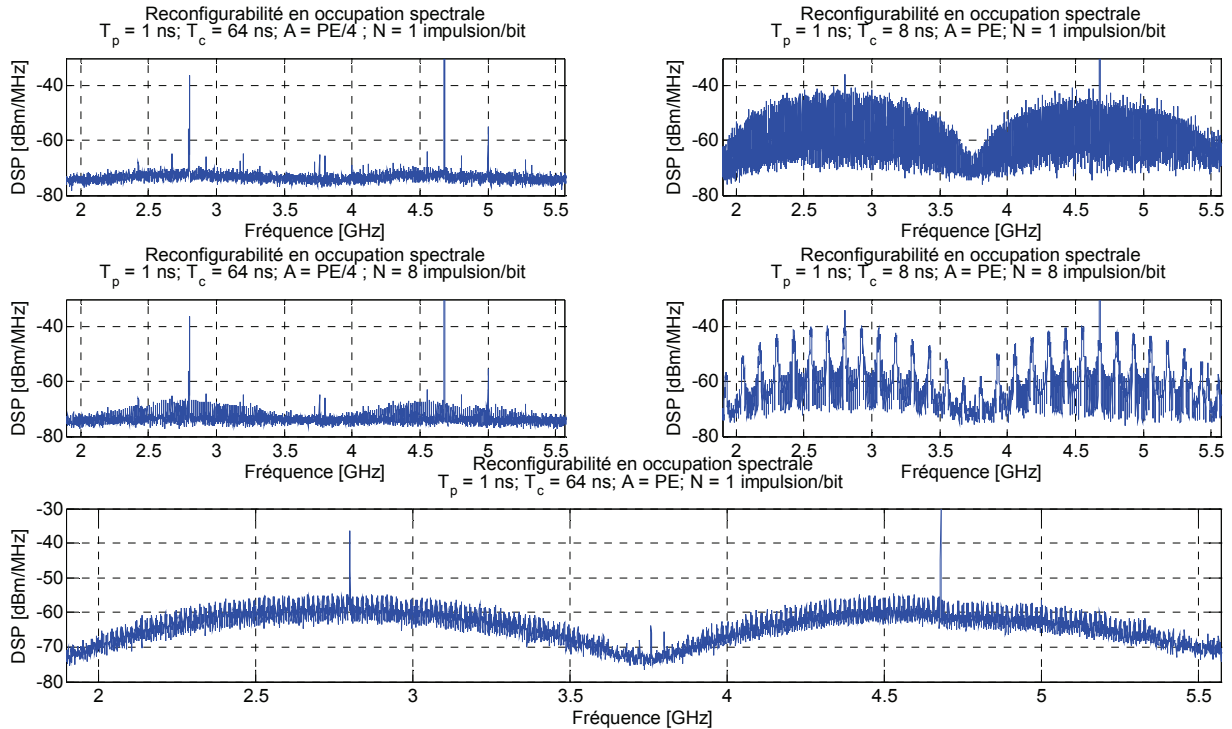 Reconfigurabilité en occupation spectrale
T_p = 1 ns; T_c = 64 ns; A = PE/4 ; N = 1 impulsion/bit
DSP [dBm/MHz]
-40
-60
-80
2 2.5 3 3.5 4 4.5 5 5.5
Fréquence [GHz]
Reconfigurabilité en occupation spectrale
T_p = 1 ns; T_c = 8 ns; A = PE; N = 1 impulsion/bit
DSP [dBm/MHz]
-40
-60
-80
2 2.5 3 3.5 4 4.5 5 5.5
Fréquence [GHz]
Reconfigurabilité en occupation spectrale
T_p = 1 ns; T_c = 64 ns; A = PE/4 ; N = 8 impulsion/bit
DSP [dBm/MHz]
-40
-60
-80
2 2.5 3 3.5 4 4.5 5 5.5
Fréquence [GHz]
Reconfigurabilité en occupation spectrale
T_p = 1 ns; T_c = 8 ns; A = PE; N = 8 impulsion/bit
DSP [dBm/MHz]
-40
-60
-80
2 2.5 3 3.5 4 4.5 5 5.5
Fréquence [GHz]
Reconfigurabilité en occupation spectrale
T_p = 1 ns; T_c = 64 ns; A = PE; N = 1 impulsion/bit
DSP [dBm/MHz]
-30
-40
-50
-60
-70
-80
2 2.5 3 3.5 4 4.5 5 5.5
Fréquence [GHz]